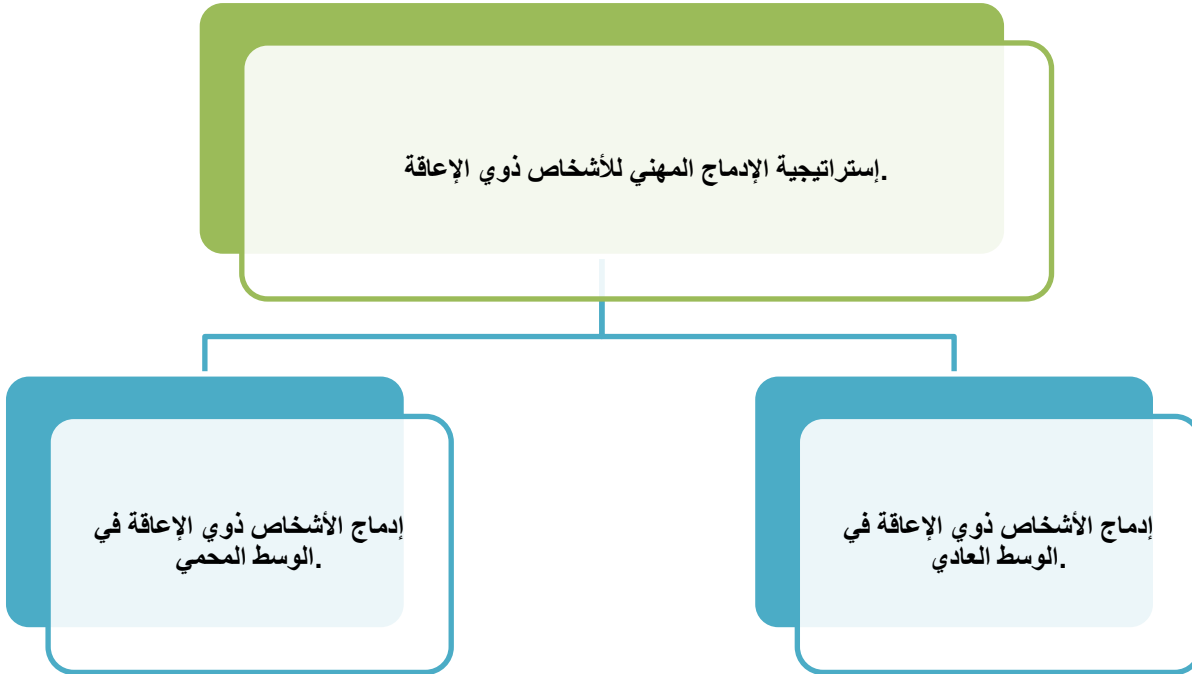 إستراتيجية الإدماج المهني للأشخاص ذوي الإعاقة.
إدماج الأشخاص ذوي الإعاقة في
الوسط العادي.
إدماج الأشخاص ذوي الإعاقة في
الوسط المحمي.